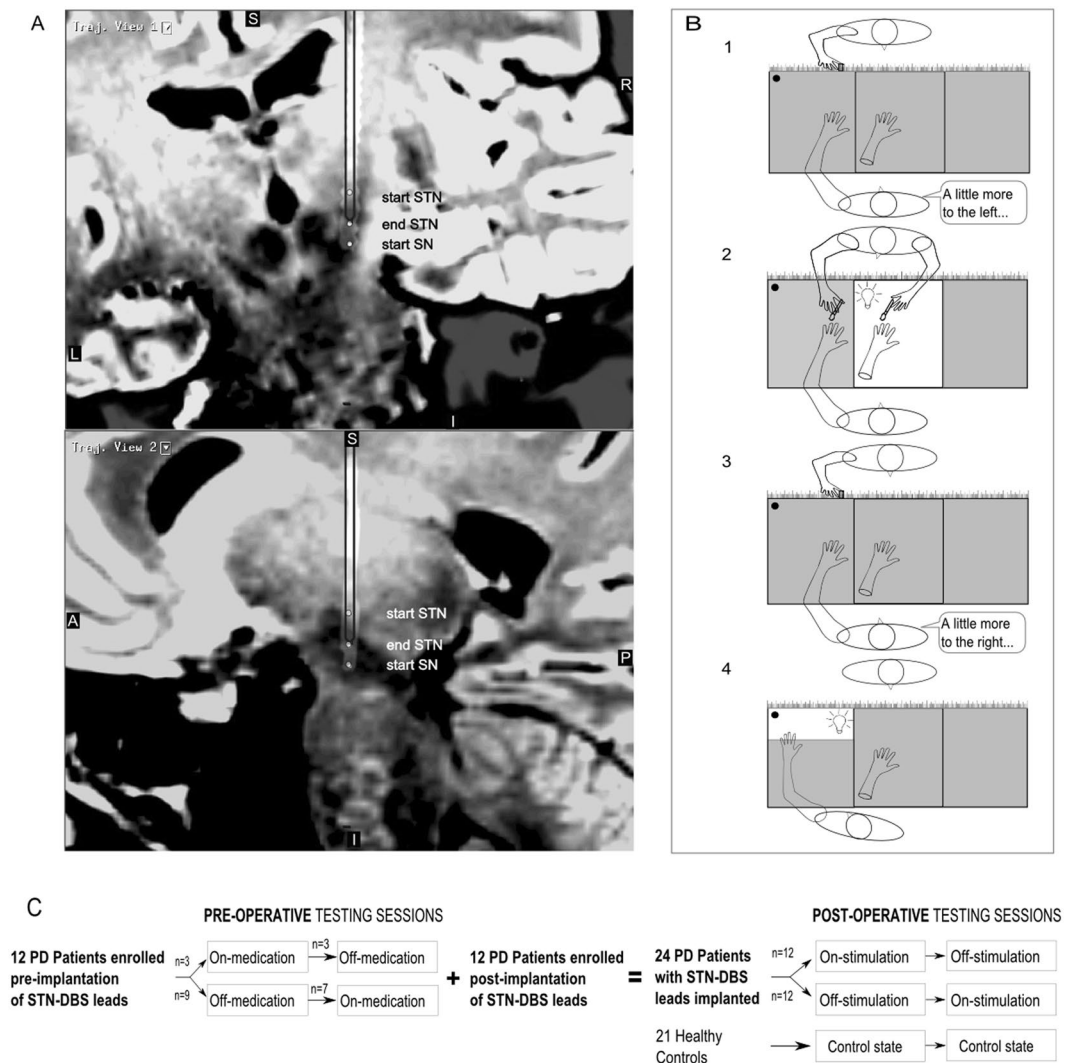 A
Traj. View 1
S
R
start STN
end STN
start SN
L
I
Traj. View 2
S
start STN
end STN
start SN
A
P
I
B
1
A little more
to the left...
2
3
A little more
to the right...
4
C
PRE-OPERATIVE TESTING SESSIONS
12 PD Patients enrolled
pre-implantation
of STN-DBS leads
n=3
On-medication
n=3
Off-medication
n=9
Off-medication
n=7
On-medication
+
12 PD Patients enrolled
post-implantation
of STN-DBS leads
=
24 PD Patients
with STN-DBS
leads implanted
POST-OPERATIVE TESTING SESSIONS
n=12
On-stimulation
Off-stimulation
n=12
Off-stimulation
On-stimulation
21 Healthy
Controls
Control state
Control state